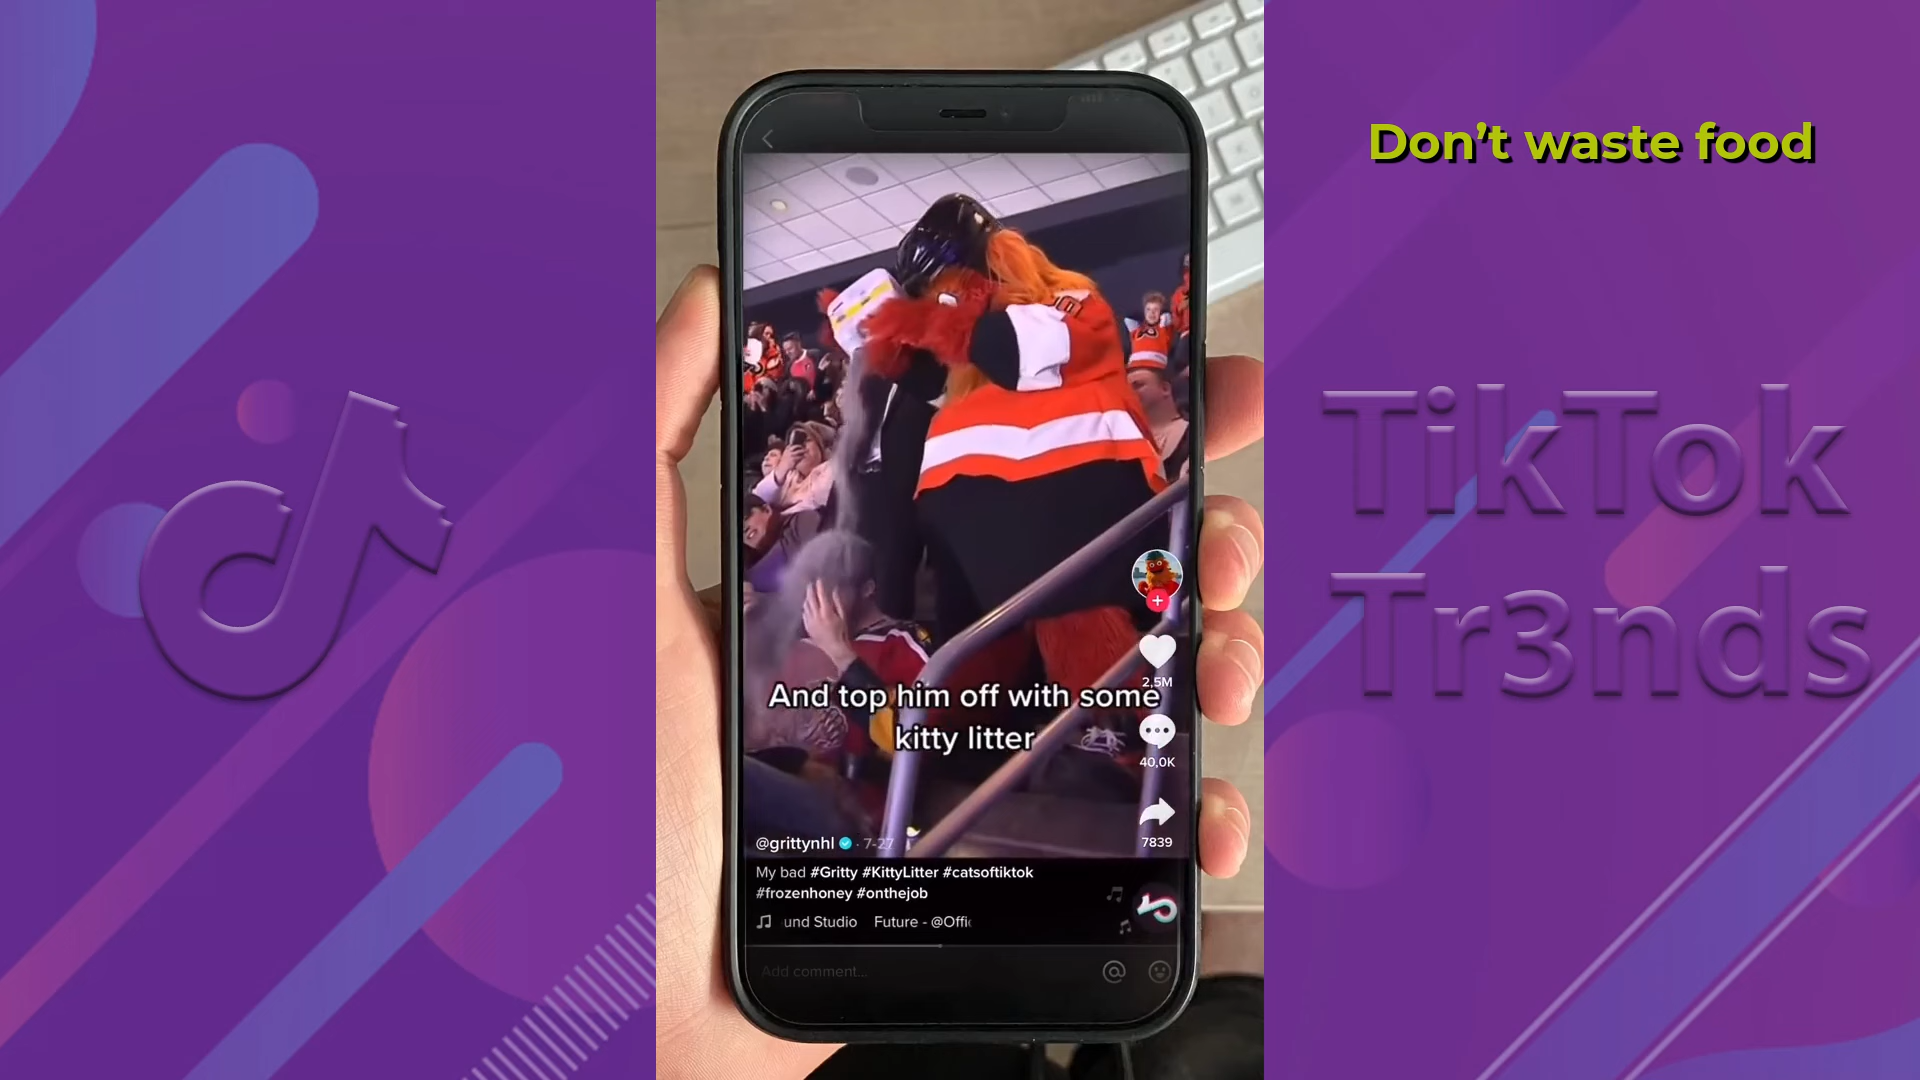 Don't waste food
TikTok
Tr3nds
And top him off with some
kitty litter
2,5M
40,0K
7839
@grittynhl · 7-27
My bad #Gritty #KittyLitter #catsoftiktok
#frozenhoney #onthejob
und Studio Future - @Offic
Add comment...